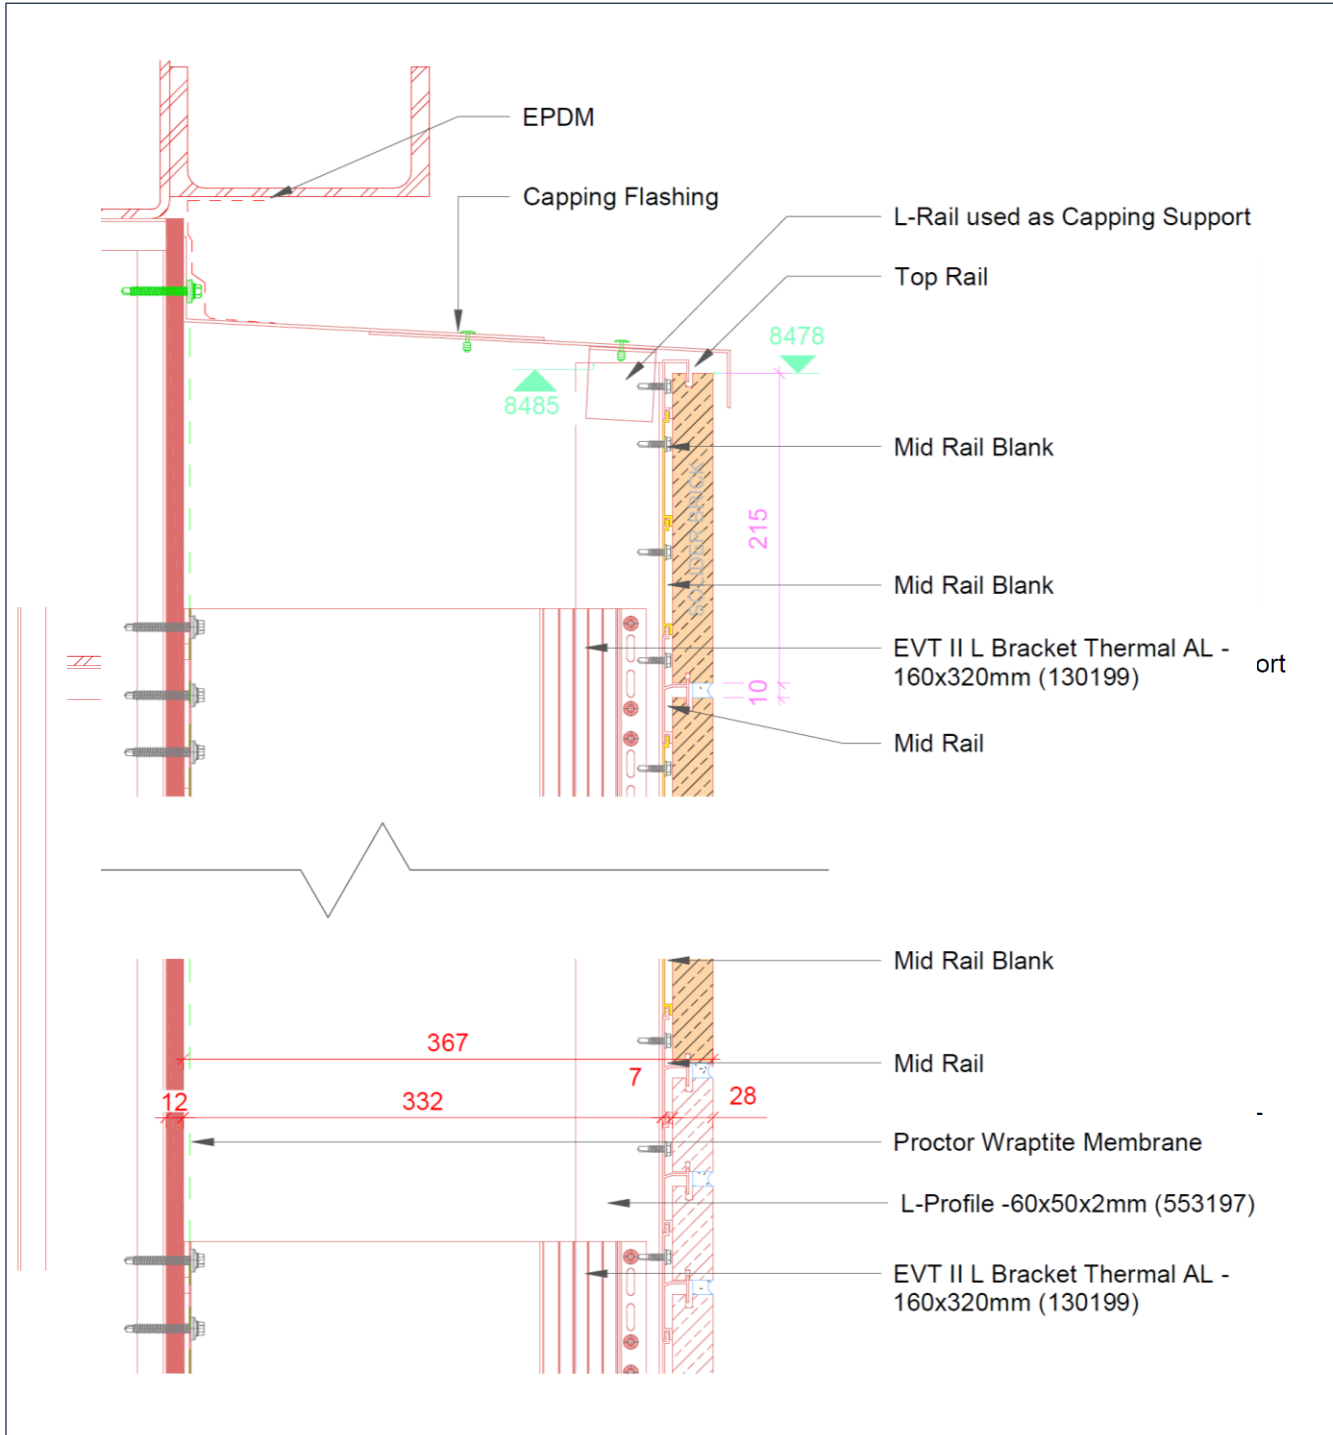 EPDM
Capping Flashing
L-Rail used as Capping Support
Top Rail
8478
8485
Mid Rail Blank
SOLIDER BRICK
215
Mid Rail Blank
EVT II L Bracket Thermal AL -
160x320mm (130199)
ort
10
Mid Rail
Mid Rail Blank
367
Mid Rail
7
12
332
28
-
Proctor Wraptite Membrane
L-Profile -60x50x2mm (553197)
EVT II L Bracket Thermal AL -
160x320mm (130199)